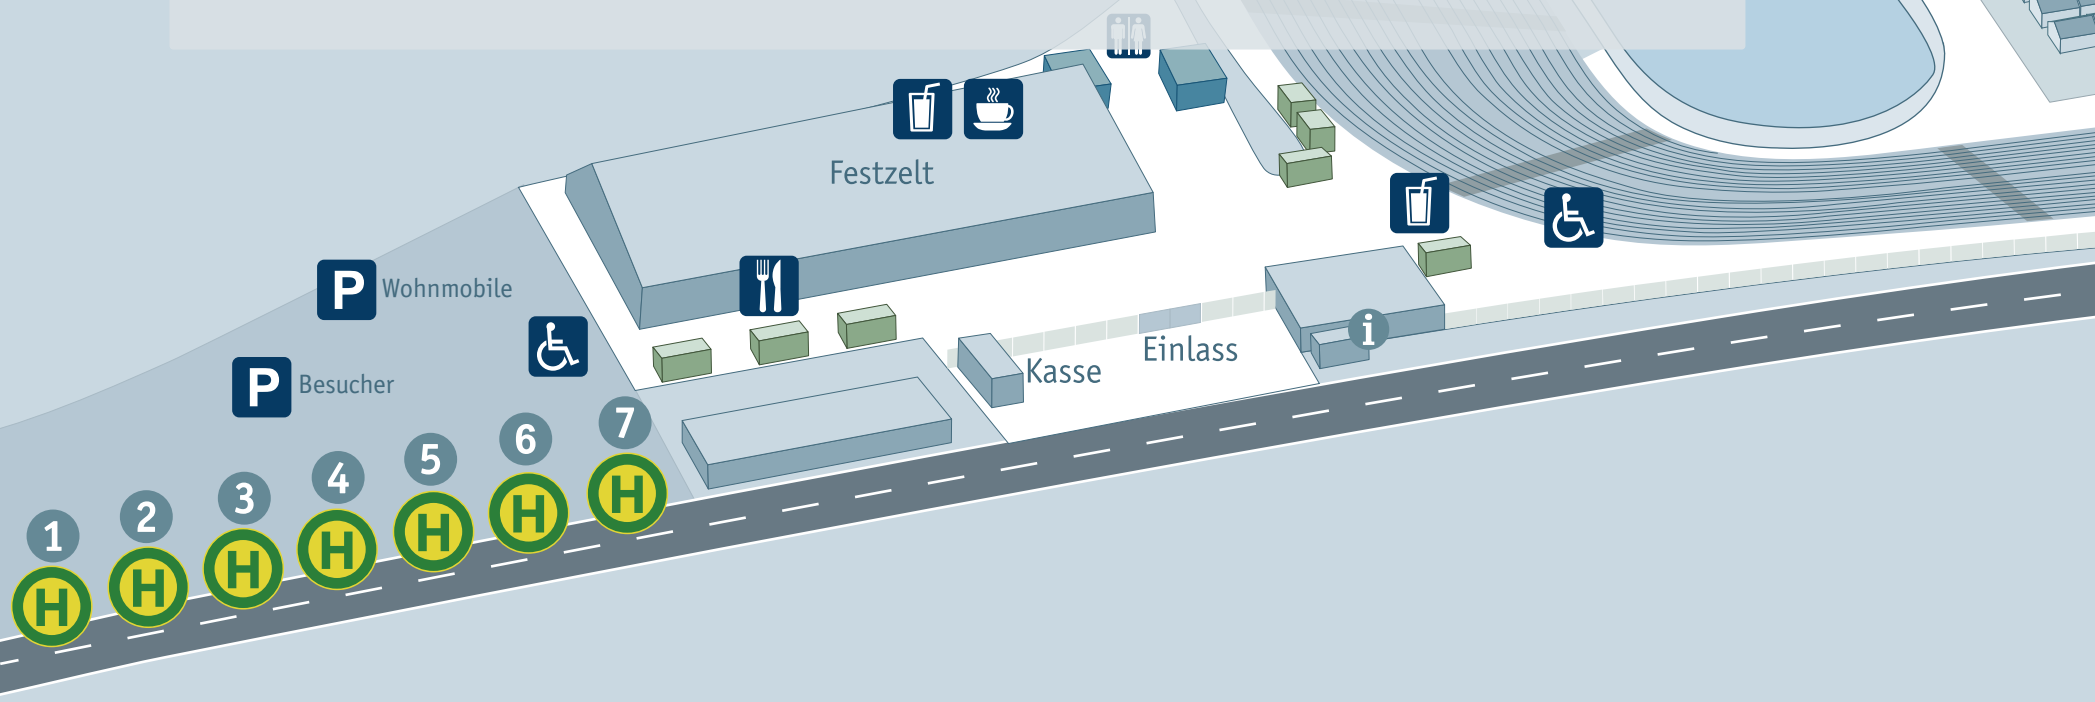 Festzelt
P Wohnmobile
P Besucher
i
Einlass
Kasse
1 2 3 4 5 6 7
H H H H H H H